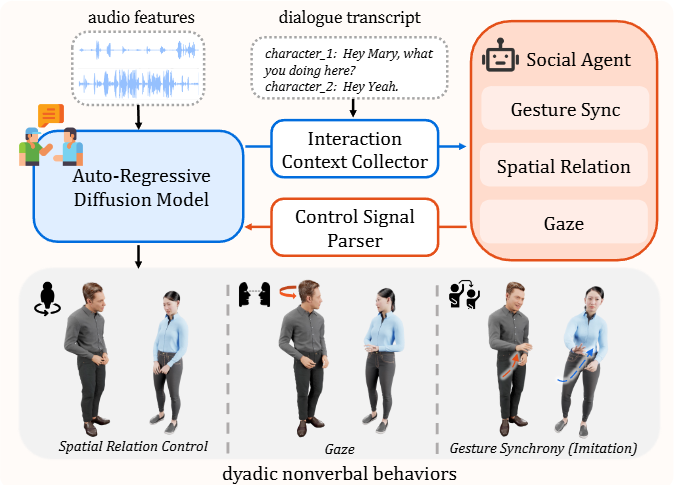 audio features
dialogue transcript
character_1: Hey Mary, what
you doing here?
character_2: Hey Yeah.
Social Agent
Gesture Sync
Spatial Relation
Gaze
Interaction
Context Collector
Auto-Regressive
Diffusion Model
Control Signal
Parser
Spatial Relation Control
Gaze
Gesture Synchrony (Imitation)
dyadic nonverbal behaviors